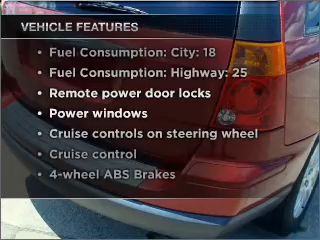 VEHICLE FEATURES
• Fuel Consumption: City: 18
• Fuel Consumption: Highway: 25
• Remote power door locks
• Power windows
• Cruise controls on steering wheel
• Cruise control
• 4-wheel ABS Brakes